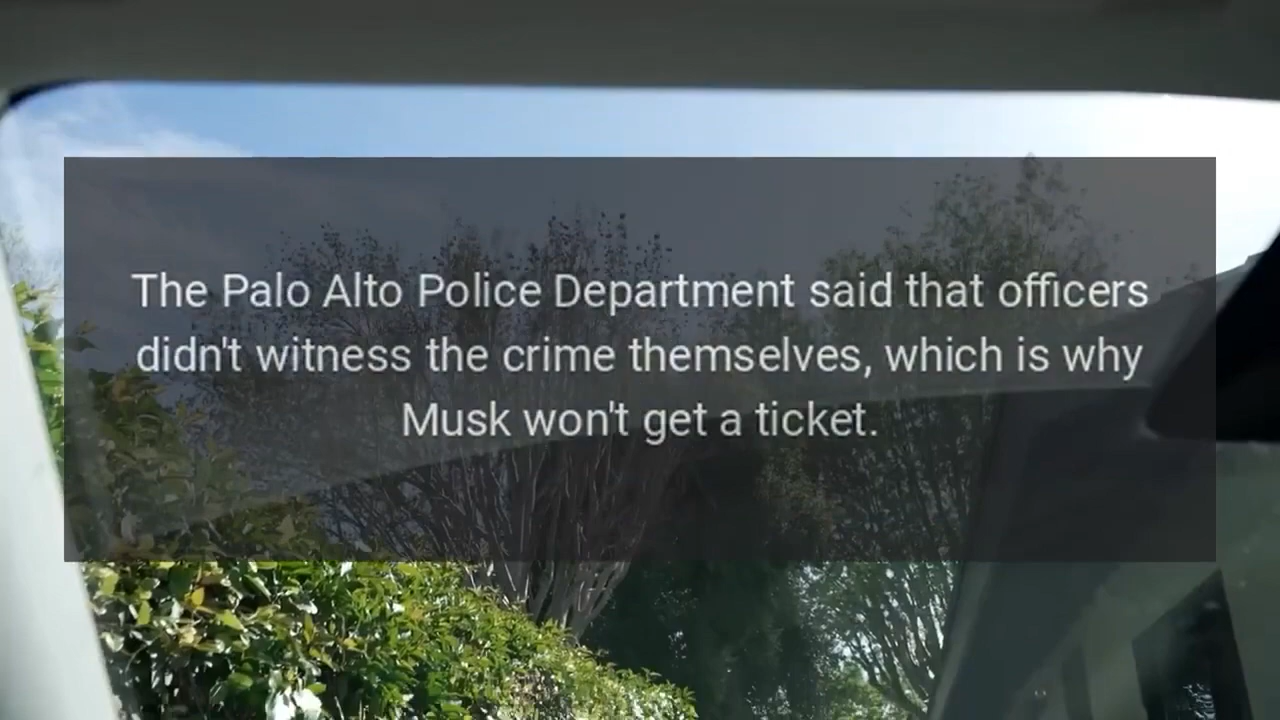 The Palo Alto Police Department said that officers
didn't witness the crime themselves, which is why
Musk won't get a ticket.